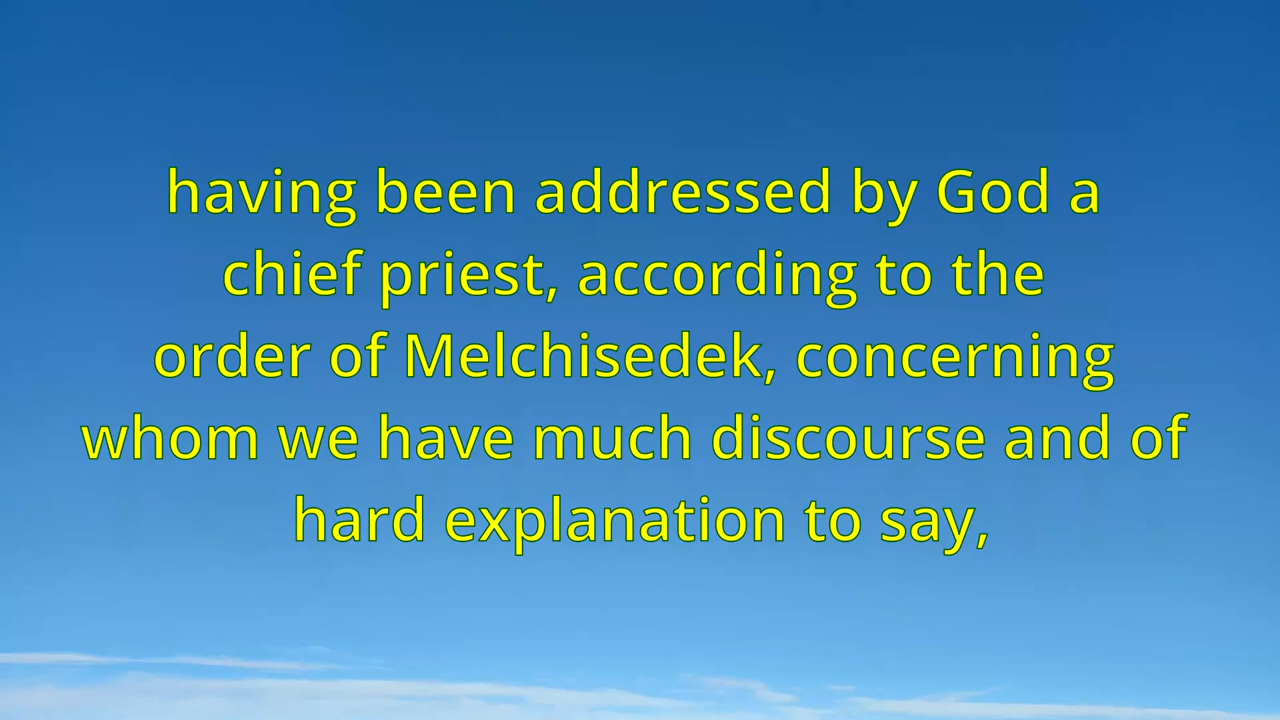 having been addressed by God a
chief priest, according to the
order of Melchisedek, concerning
whom we have much discourse and of
hard explanation to say,